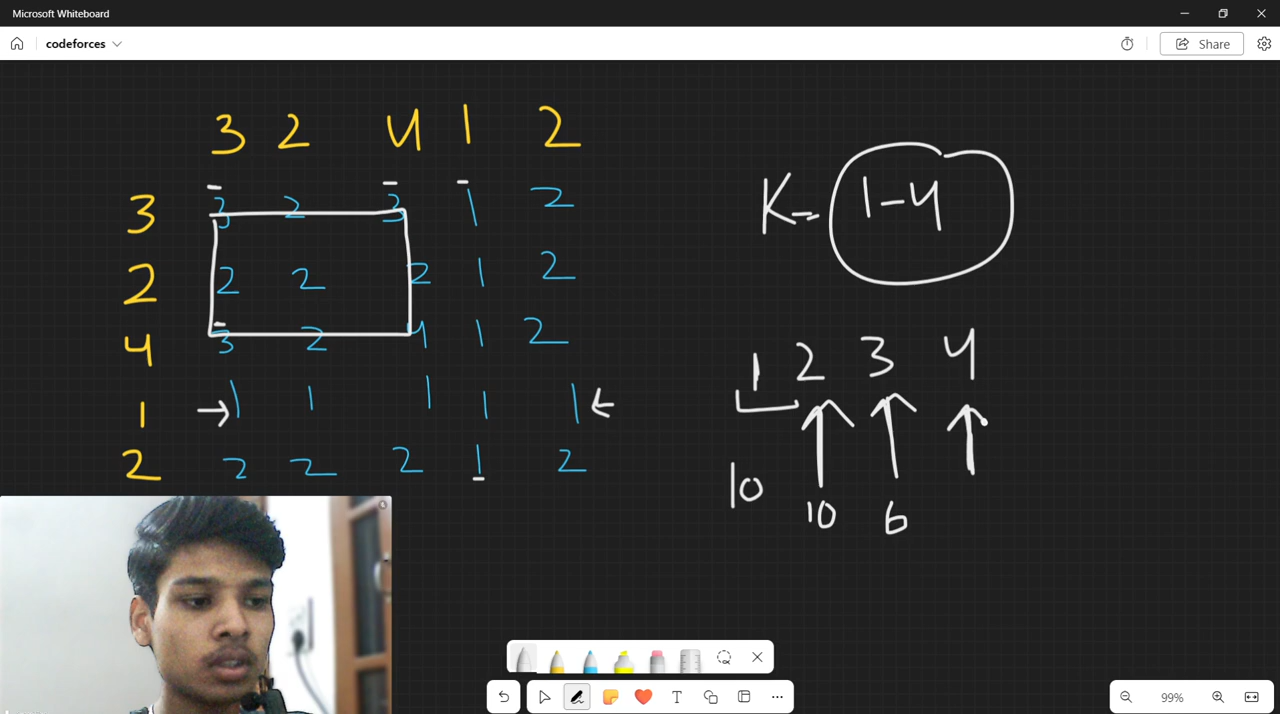 Microsoft Whiteboard
codeforces
Share
3 2 4 1 2
3 3 2 3 1 2
2 2 2 2 1 2
4 3 2 4 1 2
1 → 1 1 1 1 1 ←
2 2 2 2 1 2
K = 1-4
1 2 3 4
10 10 6
99%